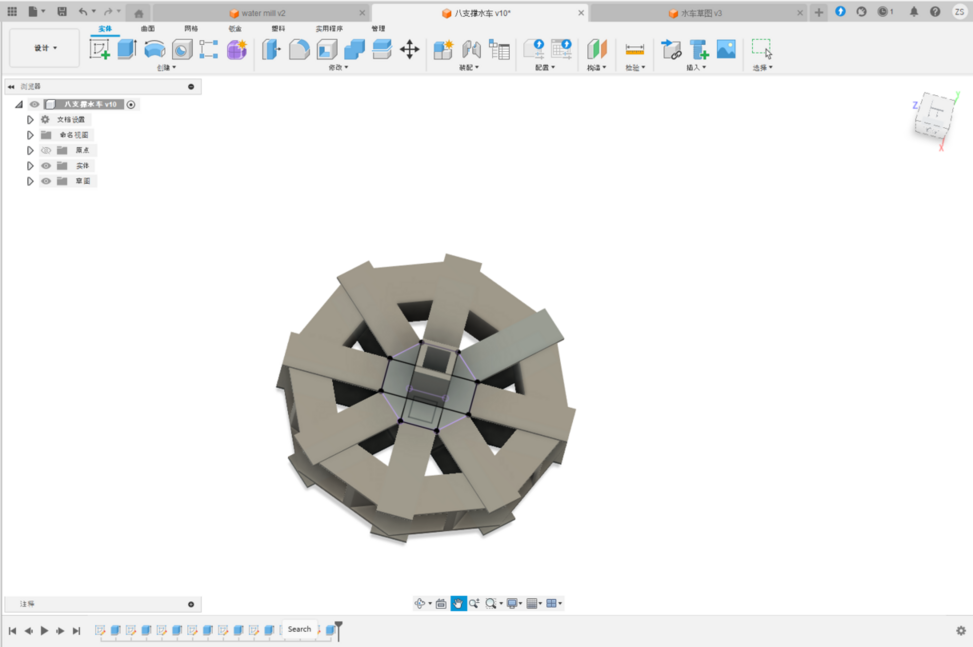 water mill v2
八支撑水车 v10*
水车草图 v3
1
ZS
实体
曲面
网格
钣金
塑料
实用程序
管理
设计
创建
修改
装配
配置
构造
检验
插入
选择
浏览器
八支撑水车 v10
文档设置
命名视图
原点
实体
草图
Z
Y
X
注释
Search